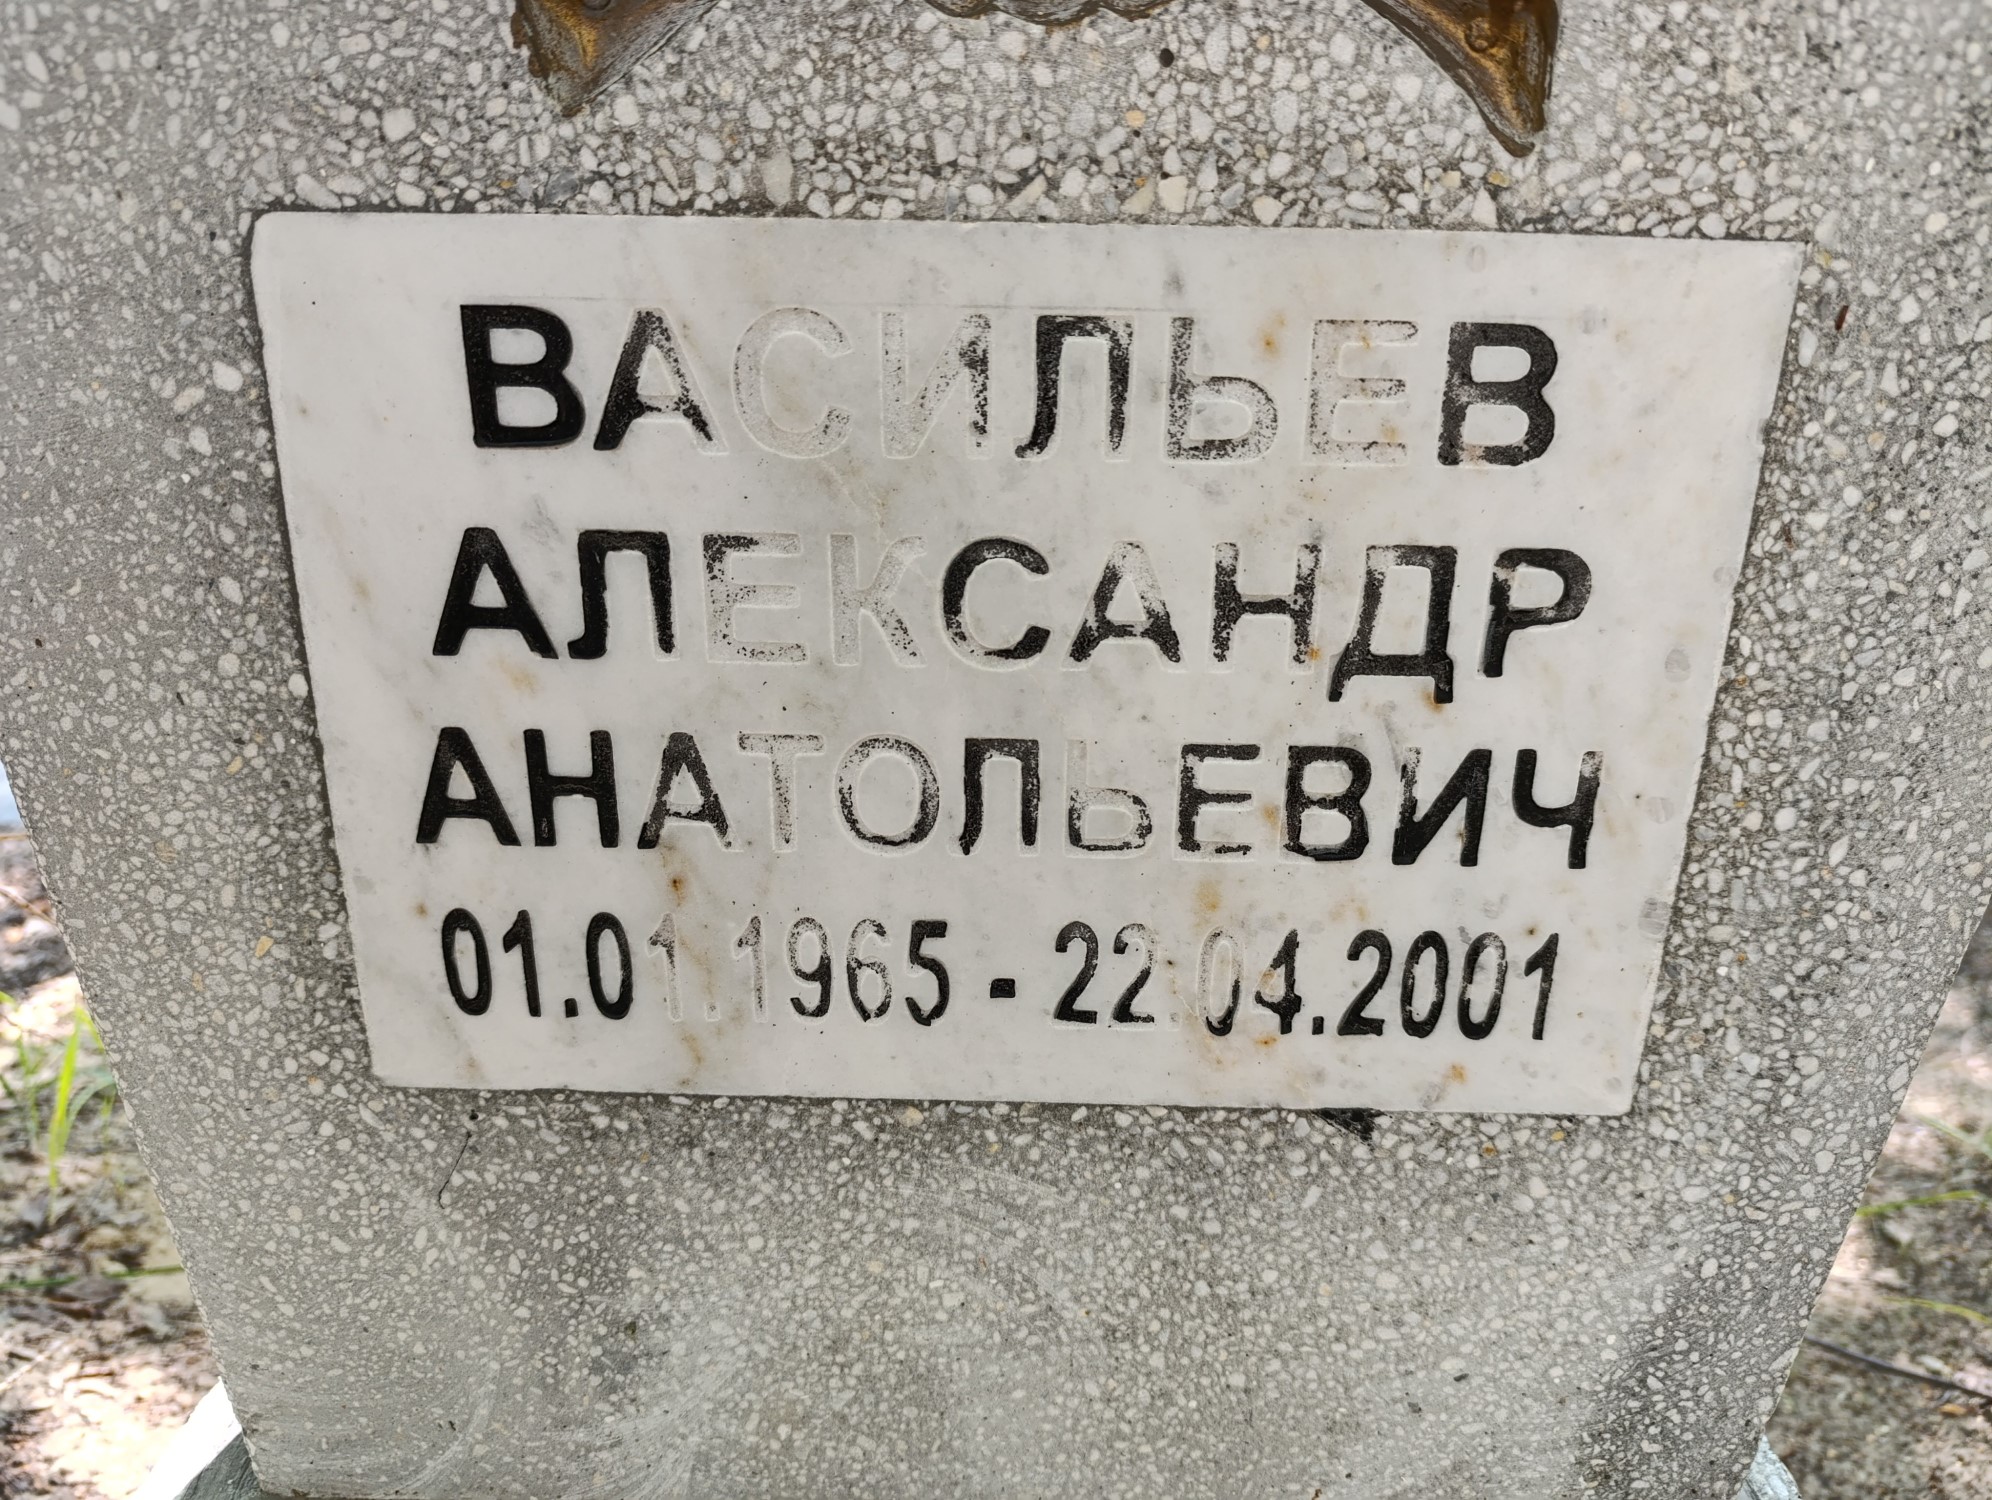 ВАСИЛЬЕВ
АЛЕКСАНДР
АНАТОЛЬЕВИЧ
01.01.1965 - 22.04.2001